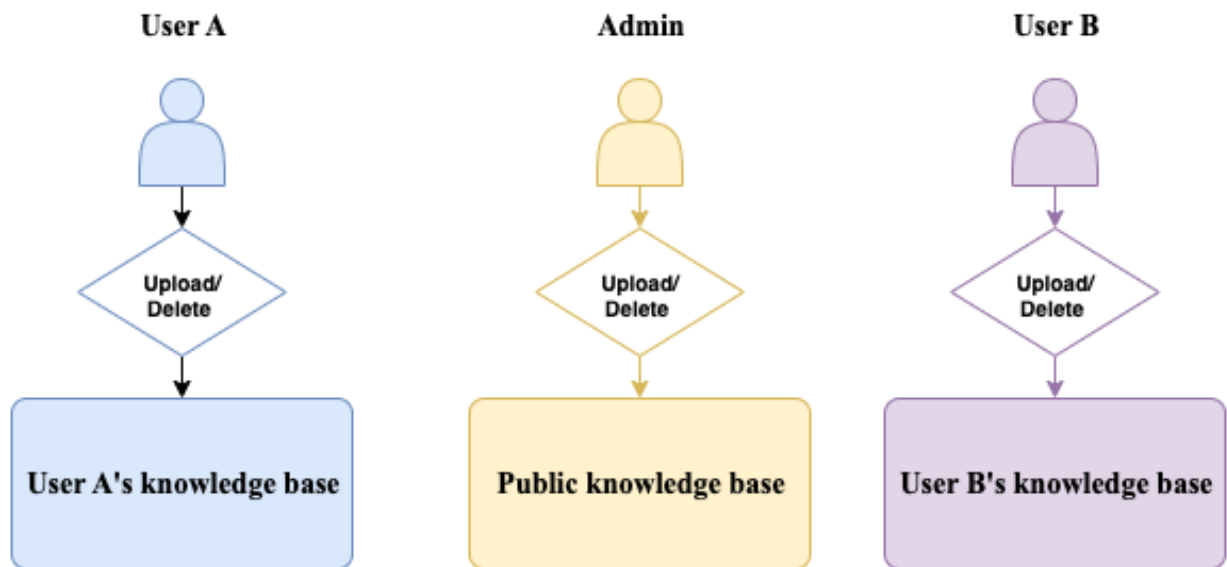 User A
Admin
User B
Upload/
Delete
Upload/
Delete
Upload/
Delete
User A's knowledge base
Public knowledge base
User B's knowledge base